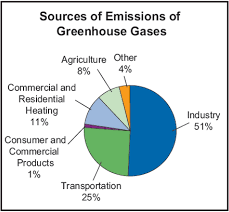 Sources of Emissions of
Greenhouse Gases
Agriculture
8%
Other
4%
Commercial and
Residential
Heating
11%
Industry
51%
Consumer and
Commercial
Products
1%
Transportation
25%